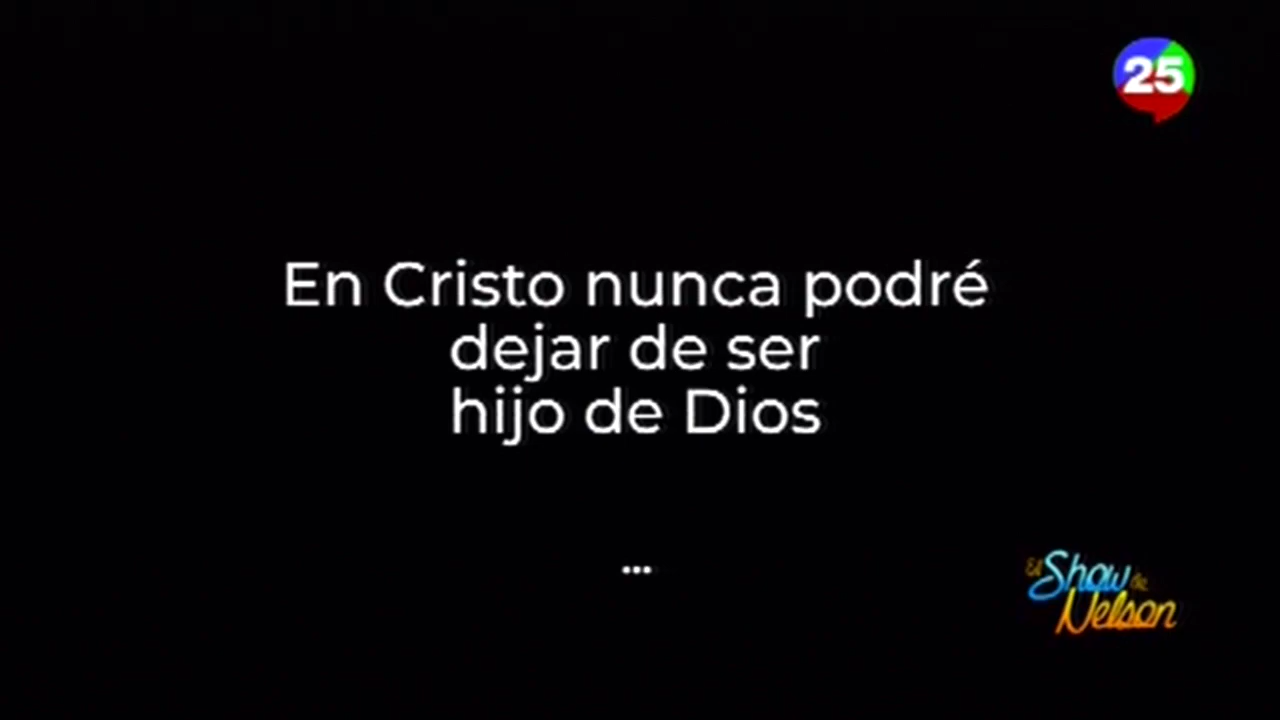 25
En Cristo nunca podré
dejar de ser
hijo de Dios
...
El Show de
Nelson